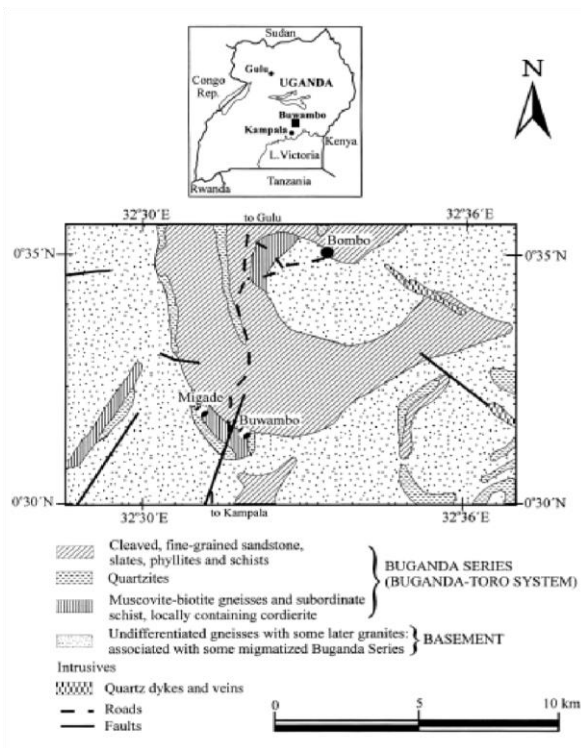 Sudan
Gulu
Congo
Rep.
UGANDA
Buwambo
Kampala
Kenya
L.Victoria
Rwanda
Tanzania
N
32°30´E
to Gulu
32°36´E
0°35´N
Bombo
0°35´N
Migade
Buwambo
0°30´N
0°30´N
32°30´E
to Kampala
32°36´E
Cleaved, fine-grained sandstone,
slates, phyllites and schists
Quartzites
Muscovite-biotite gneisses and subordinate
schist, locally containing cordierite
BUGANDA SERIES
(BUGANDA-TORO SYSTEM)
Undifferentiated gneisses with some later granites:
associated with some migmatized Buganda Series
BASEMENT
Intrusives
Quartz dykes and veins
Roads
Faults
0
5
10 km